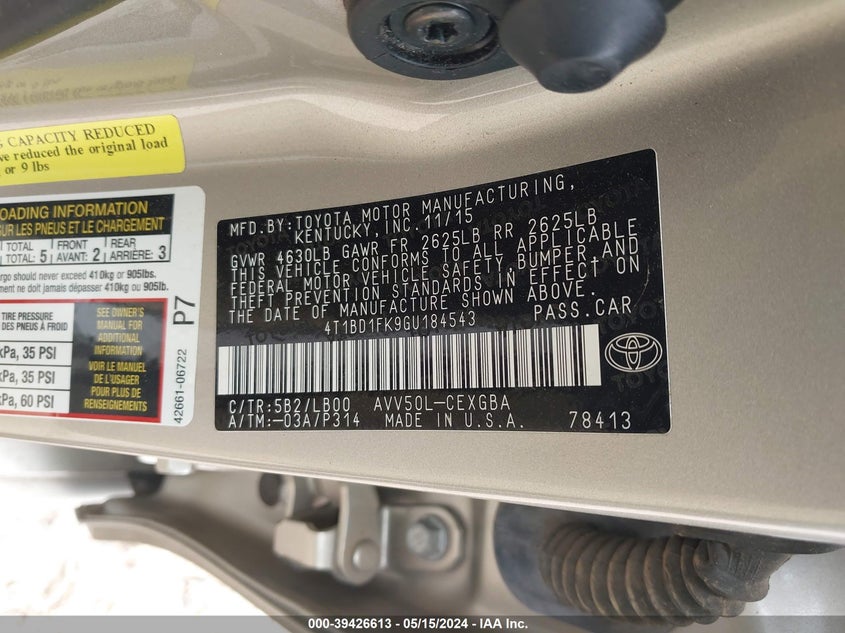 G CAPACITY REDUCED
ve reduced the original load
or 9 lbs
OADING INFORMATION
SUR LES PNEUS ET LE CHARGEMENT
TOTAL TOTAL: 5
FRONT AVANT: 2
REAR ARRIÈRE: 3
argo should never exceed 410kg or 905lbs.
ment ne doit jamais dépasser 410kg ou 905lb.
TIRE PRESSURE
DES PNEUS À FROID
kPa, 35 PSI
kPa, 35 PSI
kPa, 60 PSI
SEE OWNER'S
MANUAL FOR
ADDITIONAL
INFORMATION
VOIR LE MANUEL
DE L'USAGER
POUR PLUS DE
RENSEIGNEMENTS
P7
42661-06722
MFD.BY:TOYOTA MOTOR MANUFACTURING,
KENTUCKY,INC.11/15
GVWR 4630LB GAWR FR 2625LB RR 2625LB
THIS VEHICLE CONFORMS TO ALL APPLICABLE
FEDERAL MOTOR VEHICLE SAFETY,BUMPER,AND
THEFT PREVENTION STANDARDS IN EFFECT ON
THE DATE OF MANUFACTURE SHOWN ABOVE.
4T1BD1FK9GU184543 PASS.CAR
C/TR:5B2/LB00 AVV50L-CEXGBA
A/TM:-03A/P314 MADE IN U.S.A. 78413
000-39426613 - 05/15/2024 - IAA Inc.